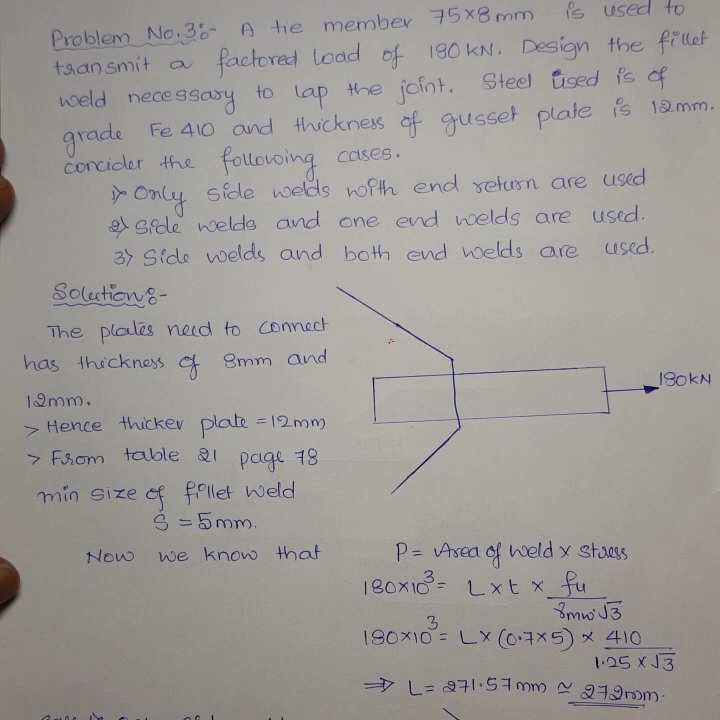 Problem No.3:- A tie member 75×8mm is used to
transmit a factored load of 180 kN. Design the fillet
weld necessary to lap the joint. Steel used is of
grade Fe 410 and thickness of gusset plate is 12mm.
concider the following cases.
1) Only side welds with end return are used
2) Side welds and one end welds are used.
3) Side welds and both end welds are used.
Solution:-
The plates need to connect
has thickness of 8mm and
12mm.
> Hence thicker plate = 12mm
> From table 21 page 78
min size of fillet weld
S = 5mm.
180KN
Now we know that P = Area of weld × stress
180×10³ = L × t × fu / γmw·√3
180×10³ = L × (0.7×5) × 410 / 1.25 × √3
⇒ L = 271.57mm ≃ 272mm.